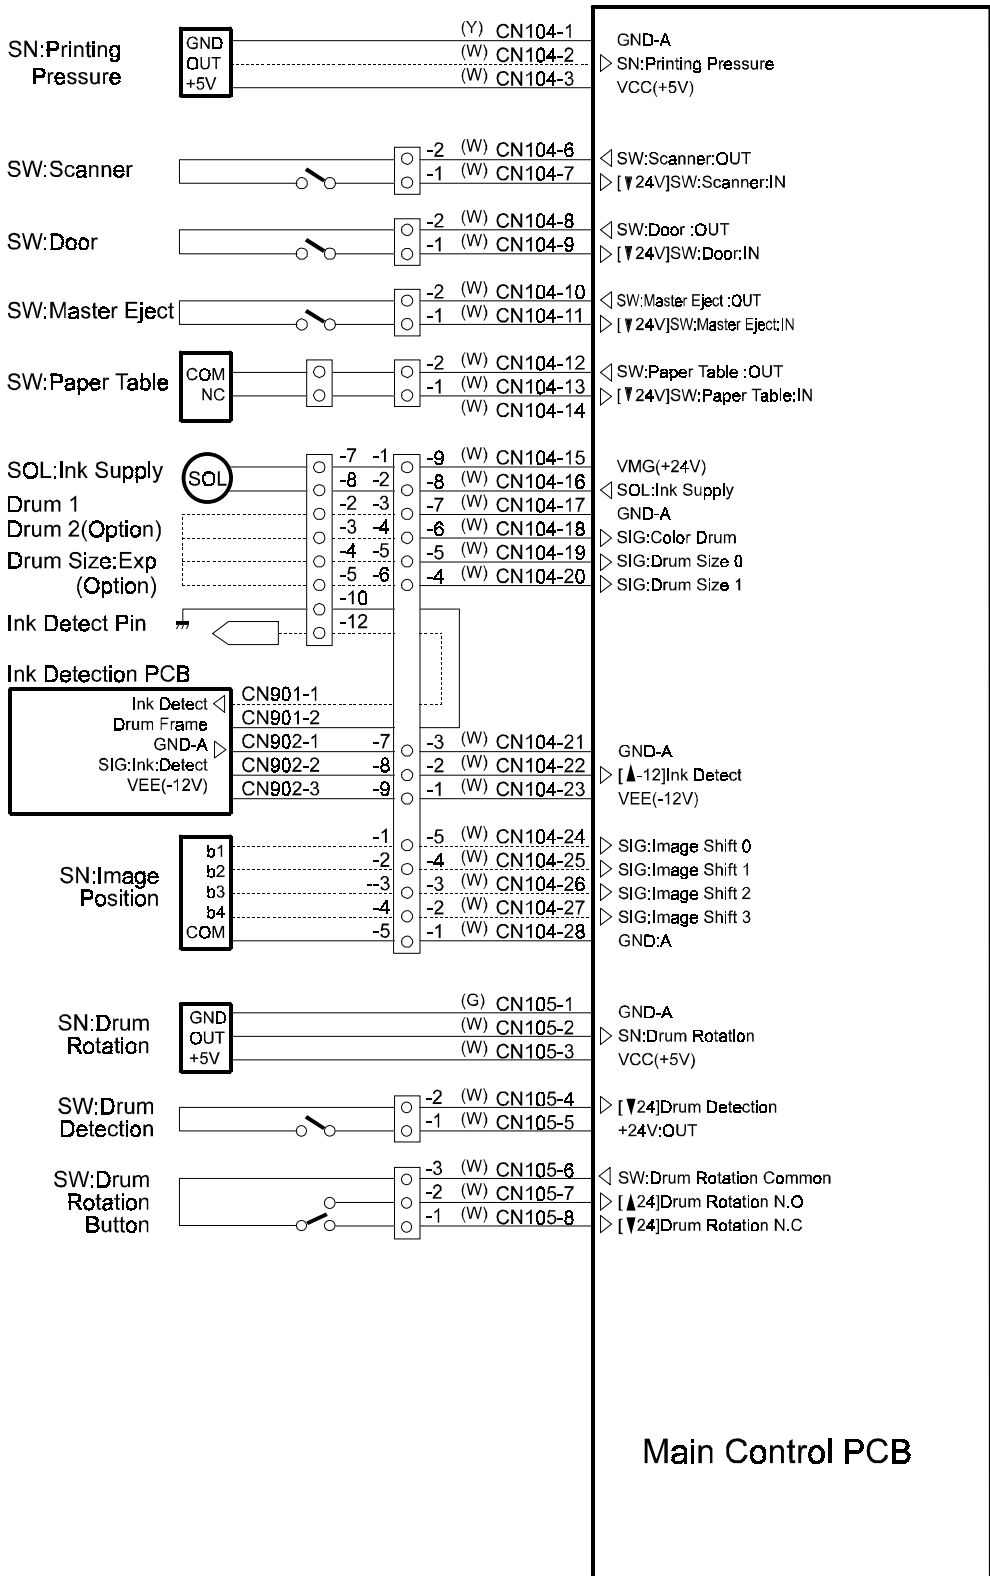 SN:Printing Pressure
GND
OUT
+5V
(Y) CN104-1
(W) CN104-2
(W) CN104-3
GND-A
SN:Printing Pressure
VCC(+5V)
SW:Scanner
-2 (W) CN104-6
-1 (W) CN104-7
SW:Scanner:OUT
[▼24V]SW:Scanner:IN
SW:Door
-2 (W) CN104-8
-1 (W) CN104-9
SW:Door :OUT
[▼24V]SW:Door:IN
SW:Master Eject
-2 (W) CN104-10
-1 (W) CN104-11
SW:Master Eject :OUT
[▼24V]SW:Master Eject:IN
SW:Paper Table
COM
NC
-2 (W) CN104-12
-1 (W) CN104-13
(W) CN104-14
SW:Paper Table :OUT
[▼24V]SW:Paper Table:IN
SOL:Ink Supply
SOL
Drum 1
Drum 2(Option)
Drum Size:Exp
(Option)
Ink Detect Pin
-7 -1 -9 (W) CN104-15
-8 -2 -8 (W) CN104-16
-2 -3 -7 (W) CN104-17
-3 -4 -6 (W) CN104-18
-4 -5 -5 (W) CN104-19
-5 -6 -4 (W) CN104-20
-10
-12
VMG(+24V)
SOL:Ink Supply
GND-A
SIG:Color Drum
SIG:Drum Size 0
SIG:Drum Size 1
Ink Detection PCB
Ink Detect
Drum Frame
GND-A
SIG:Ink:Detect
VEE(-12V)
CN901-1
CN901-2
CN902-1 -7 -3 (W) CN104-21
CN902-2 -8 -2 (W) CN104-22
CN902-3 -9 -1 (W) CN104-23
GND-A
[▲-12]Ink Detect
VEE(-12V)
SN:Image
Position
b1
b2
b3
b4
COM
-1 -5 (W) CN104-24
-2 -4 (W) CN104-25
--3 -3 (W) CN104-26
-4 -2 (W) CN104-27
-5 -1 (W) CN104-28
SIG:Image Shift 0
SIG:Image Shift 1
SIG:Image Shift 2
SIG:Image Shift 3
GND:A
SN:Drum
Rotation
GND
OUT
+5V
(G) CN105-1
(W) CN105-2
(W) CN105-3
GND-A
SN:Drum Rotation
VCC(+5V)
SW:Drum
Detection
-2 (W) CN105-4
-1 (W) CN105-5
[▼24]Drum Detection
+24V:OUT
SW:Drum
Rotation
Button
-3 (W) CN105-6
-2 (W) CN105-7
-1 (W) CN105-8
SW:Drum Rotation Common
[▲24]Drum Rotation N.O
[▼24]Drum Rotation N.C
Main Control PCB